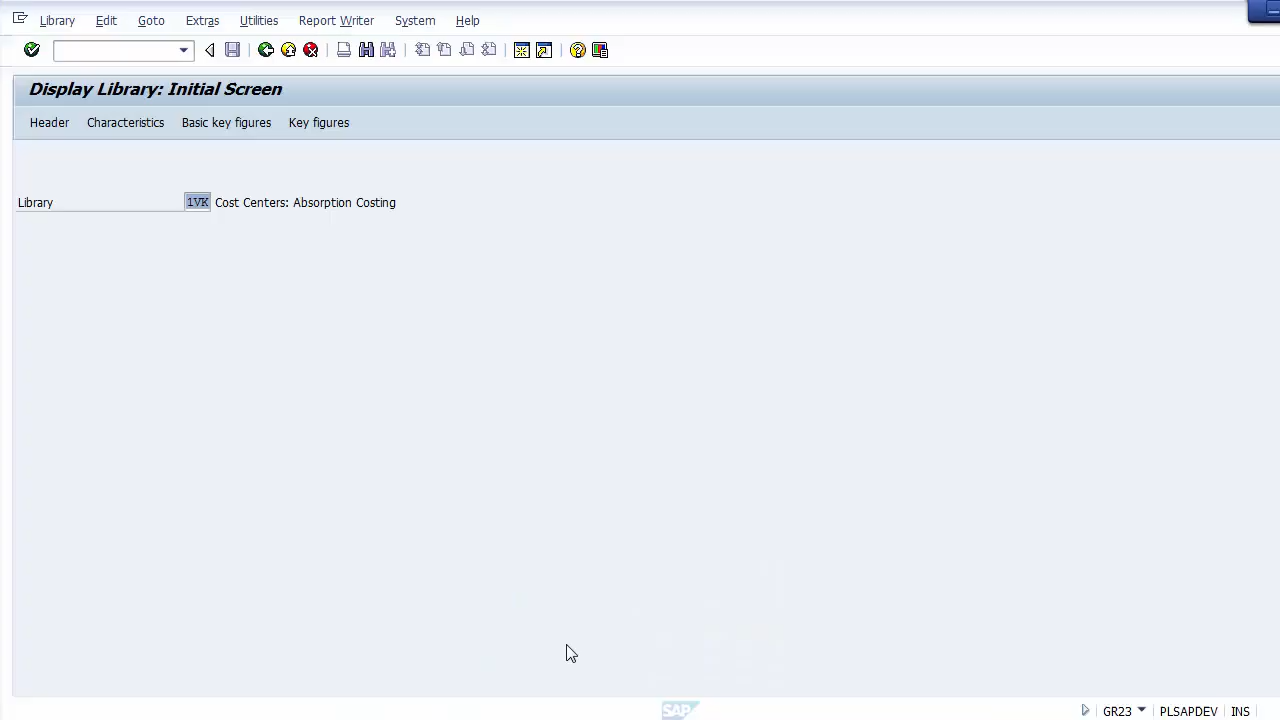 Library Edit Goto Extras Utilities Report Writer System Help
Display Library: Initial Screen
Header Characteristics Basic key figures Key figures
Library 1VK Cost Centers: Absorption Costing
SAP GR23 PLSAPDEV INS